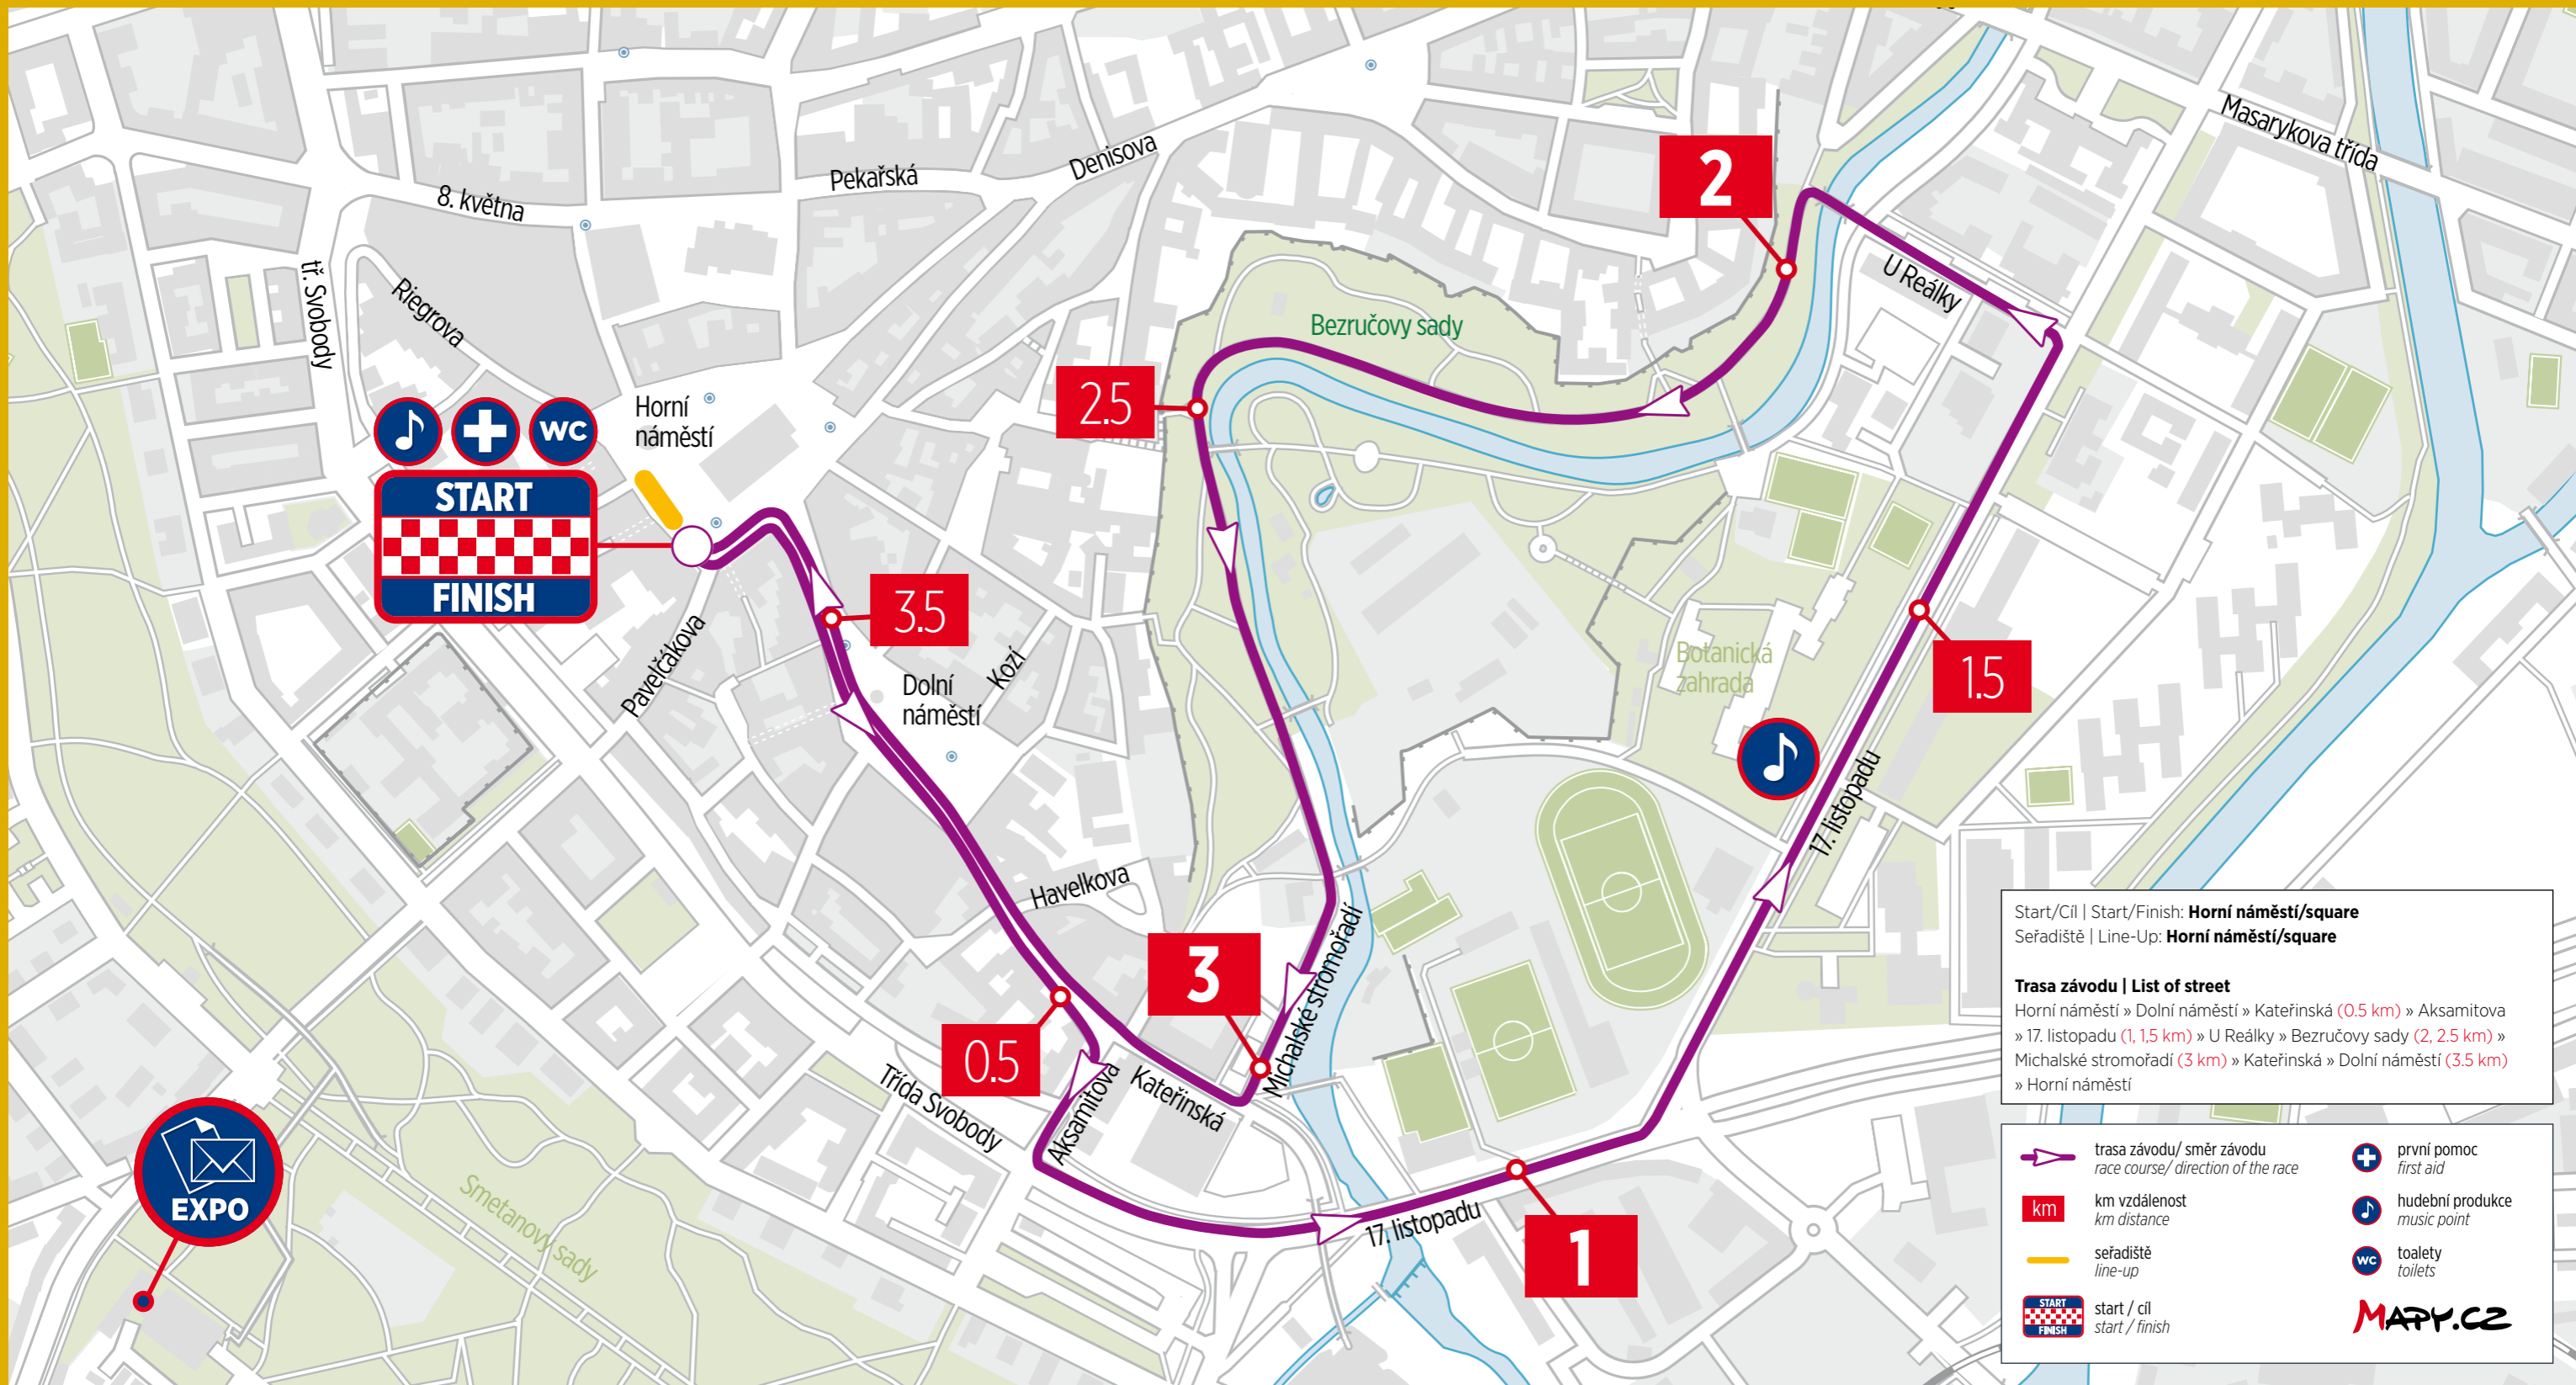 Masarykova třída
Denisova
Pekařská
8. května
2
tř. Svobody
Riegrova
U Reálky
Bezručovy sady
2.5
Horní
náměstí
WC
START
FINISH
3.5
Pavelčákova
Kozí
Dolní
náměstí
Botanická
zahrada
1.5
17. listopadu
Havelkova
3
Michalské stromořadí
0.5
Třída Svobody
Aksamitova
Kateřinská
17. listopadu
1
EXPO
Smetanovy sady
Start/Cíl | Start/Finish: Horní náměstí/square
Seřadiště | Line-Up: Horní náměstí/square
Trasa závodu | List of street
Horní náměstí » Dolní náměstí » Kateřinská (0.5 km) » Aksamitova
» 17. listopadu (1, 1,5 km) » U Reálky » Bezručovy sady (2, 2.5 km) »
Michalské stromořadí (3 km) » Kateřinská » Dolní náměstí (3.5 km)
» Horní náměstí
trasa závodu/ směr závodu
race course/ direction of the race
km
km vzdálenost
km distance
seřadiště
line-up
START
FINISH
start / cíl
start / finish
první pomoc
first aid
hudební produkce
music point
WC
toalety
toilets
MAPY.CZ